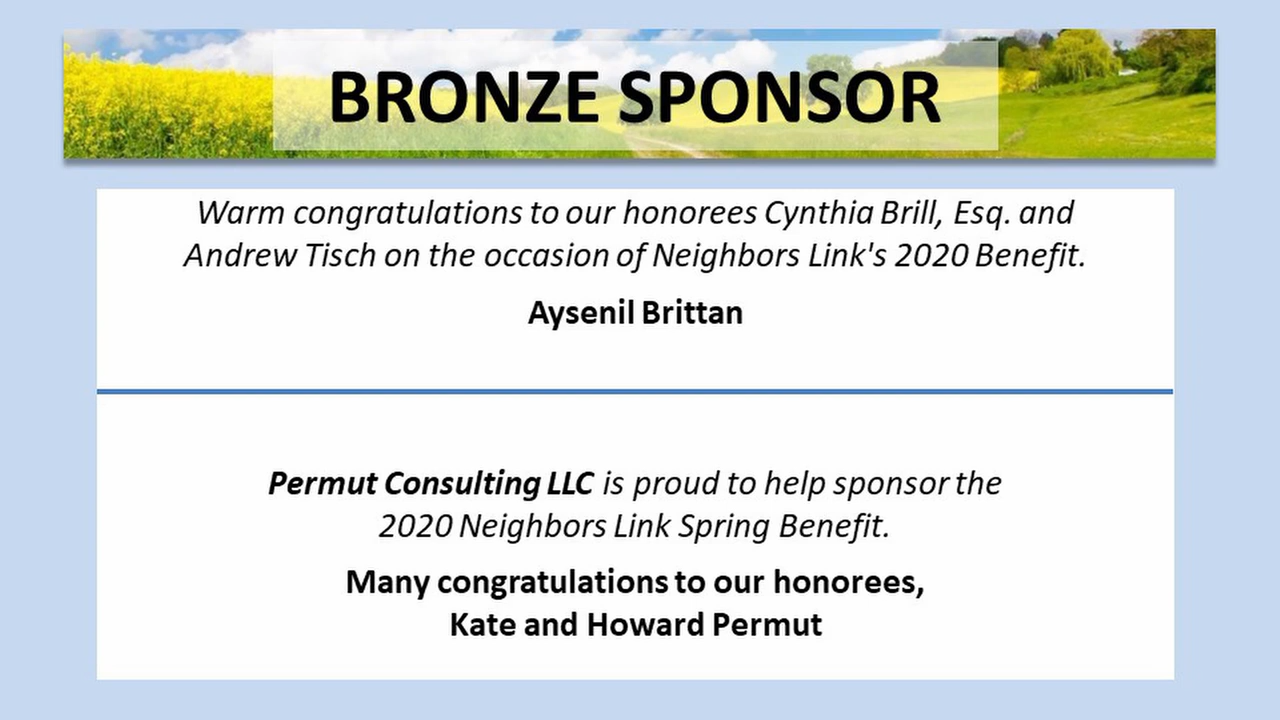 BRONZE SPONSOR
Warm congratulations to our honorees Cynthia Brill, Esq. and
Andrew Tisch on the occasion of Neighbors Link's 2020 Benefit.
Aysenil Brittan
Permut Consulting LLC is proud to help sponsor the
2020 Neighbors Link Spring Benefit.
Many congratulations to our honorees,
Kate and Howard Permut